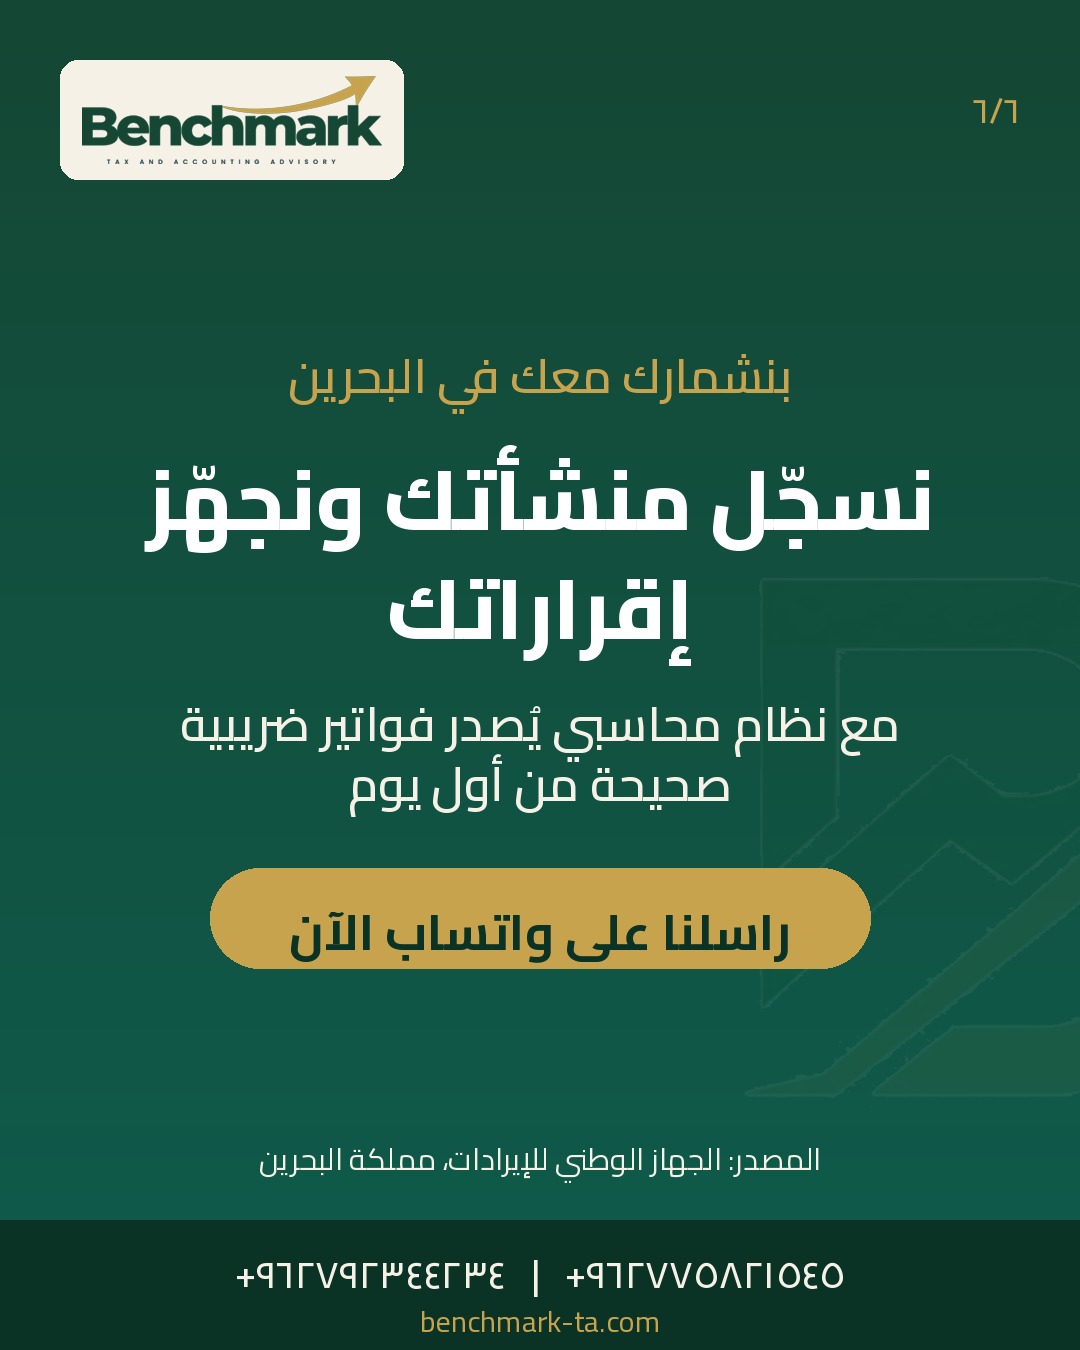 Benchmark
TAX AND ACCOUNTING ADVISORY
٦/٦
بنشمارك معك في البحرين
نسجّل منشأتك ونجهّز
إقراراتك
مع نظام محاسبي يُصدر فواتير ضريبية
صحيحة من أول يوم
راسلنا على واتساب الآن
المصدر: الجهاز الوطني للإيرادات، مملكة البحرين
+٩٦٢٧٩٢٣٤٤٢٣٤ | +٩٦٢٧٧٥٨٢١٥٤٥
benchmark-ta.com